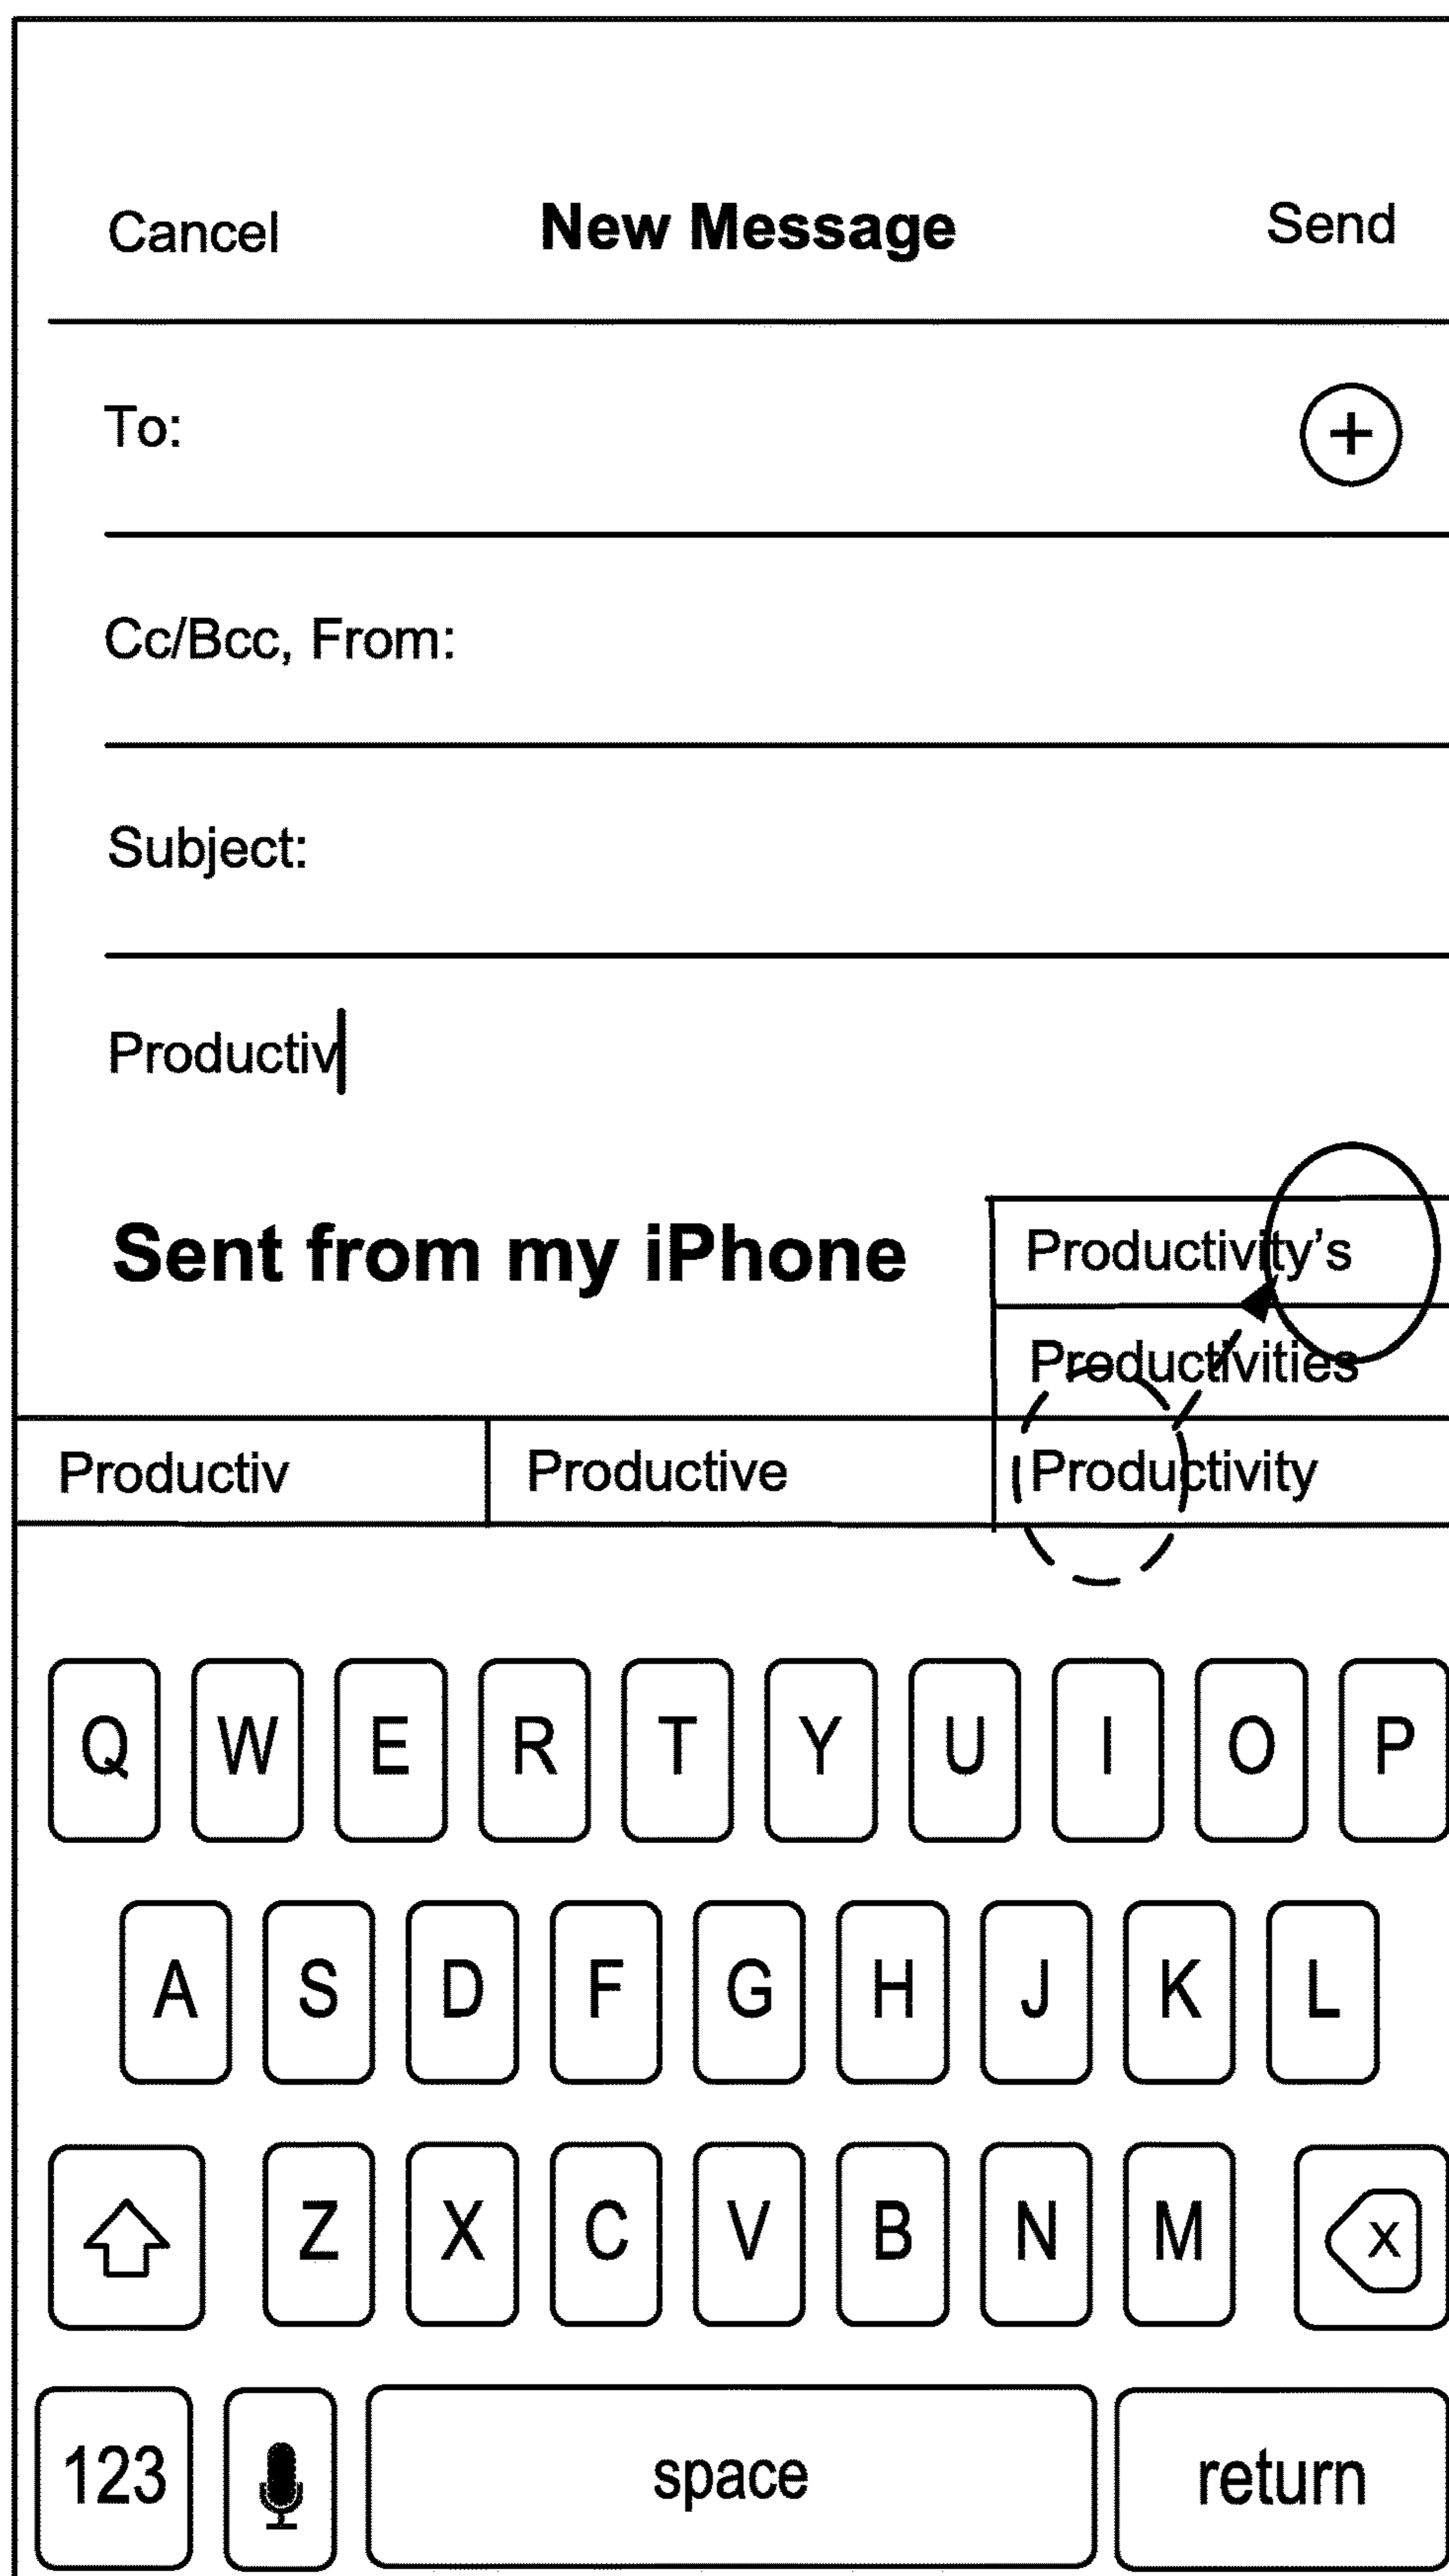 Cancel New Message Send
To: +
Cc/Bcc, From:
Subject:
Productiv
Sent from my iPhone
Productivity's
Productivities
Productiv Productive Productivity
Q W E R T Y U I O P
A S D F G H J K L
Z X C V B N M X
123 space return